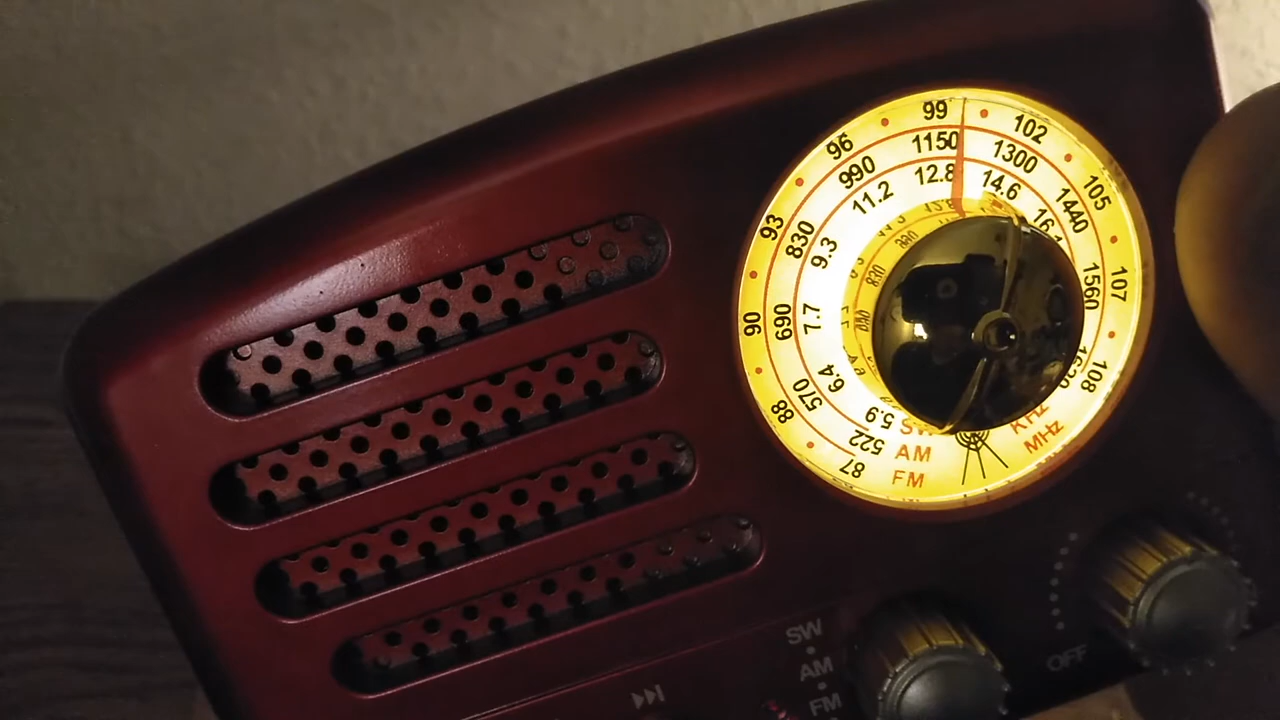 87 88 90 93 96 99 102 105 107 108 MHz
522 570 690 830 990 1150 1300 1440 1560 KHz
5.9 6.4 7.7 9.3 11.2 12.8 14.6
SW
AM
FM
SW
AM
FM
OFF